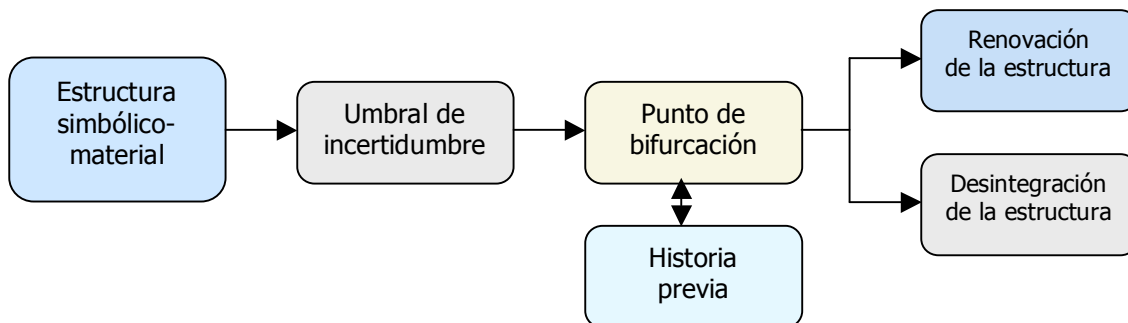 Estructura
simbólico-
material
Umbral de
incertidumbre
Punto de
bifurcación
Historia
previa
Renovación
de la estructura
Desintegración
de la estructura